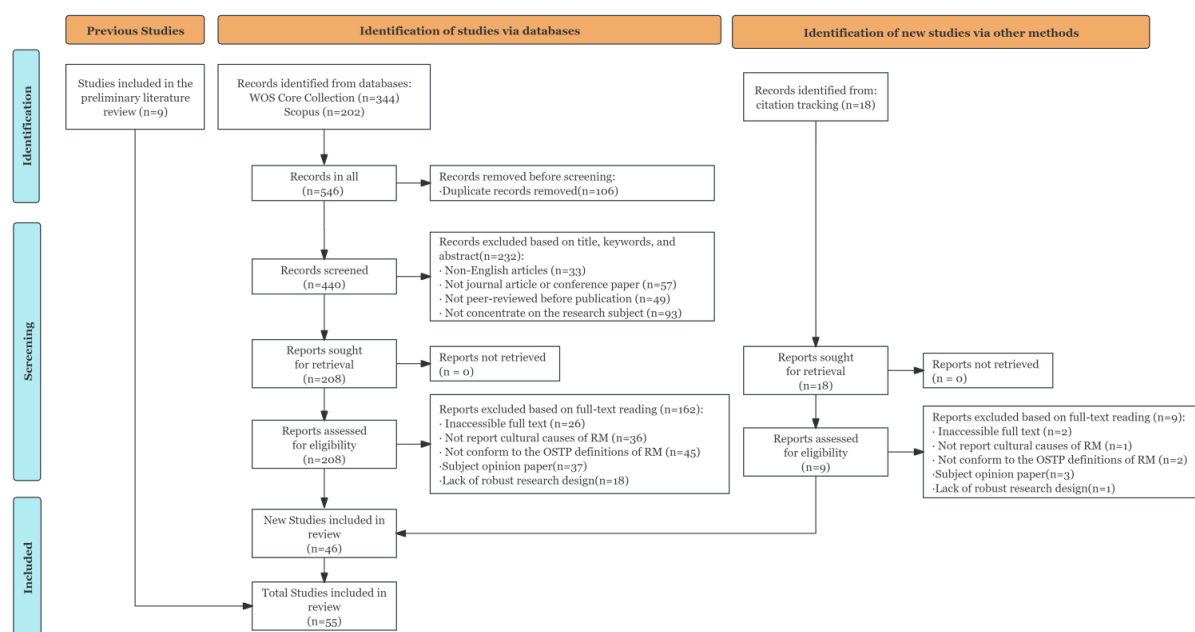 Previous Studies
Identification of studies via databases
Identification of new studies via other methods
Identification
Studies included in the
preliminary literature
review (n=9)
Records identified from databases:
WOS Core Collection (n=344)
Scopus (n=202)
Records identified from:
citation tracking (n=18)
Records in all
(n=546)
Records removed before screening:
·Duplicate records removed(n=106)
Screening
Records screened
(n=440)
Records excluded based on title, keywords, and
abstract(n=232):
· Non-English articles (n=33)
· Not journal article or conference paper (n=57)
· Not peer-reviewed before publication (n=49)
· Not concentrate on the research subject (n=93)
Reports sought
for retrieval
(n=208)
Reports not retrieved
(n = 0)
Reports sought
for retrieval
(n=18)
Reports not retrieved
(n = 0)
Reports assessed
for eligibility
(n=208)
Reports excluded based on full-text reading (n=162):
· Inaccessible full text (n=26)
· Not report cultural causes of RM (n=36)
· Not conform to the OSTP definitions of RM (n=45)
·Subject opinion paper(n=37)
·Lack of robust research design(n=18)
Reports assessed
for eligibility
(n=9)
Reports excluded based on full-text reading (n=9):
· Inaccessible full text (n=2)
· Not report cultural causes of RM (n=1)
· Not conform to the OSTP definitions of RM (n=2)
·Subject opinion paper(n=3)
·Lack of robust research design(n=1)
Included
New Studies included in
review
(n=46)
Total Studies included in
review
(n=55)